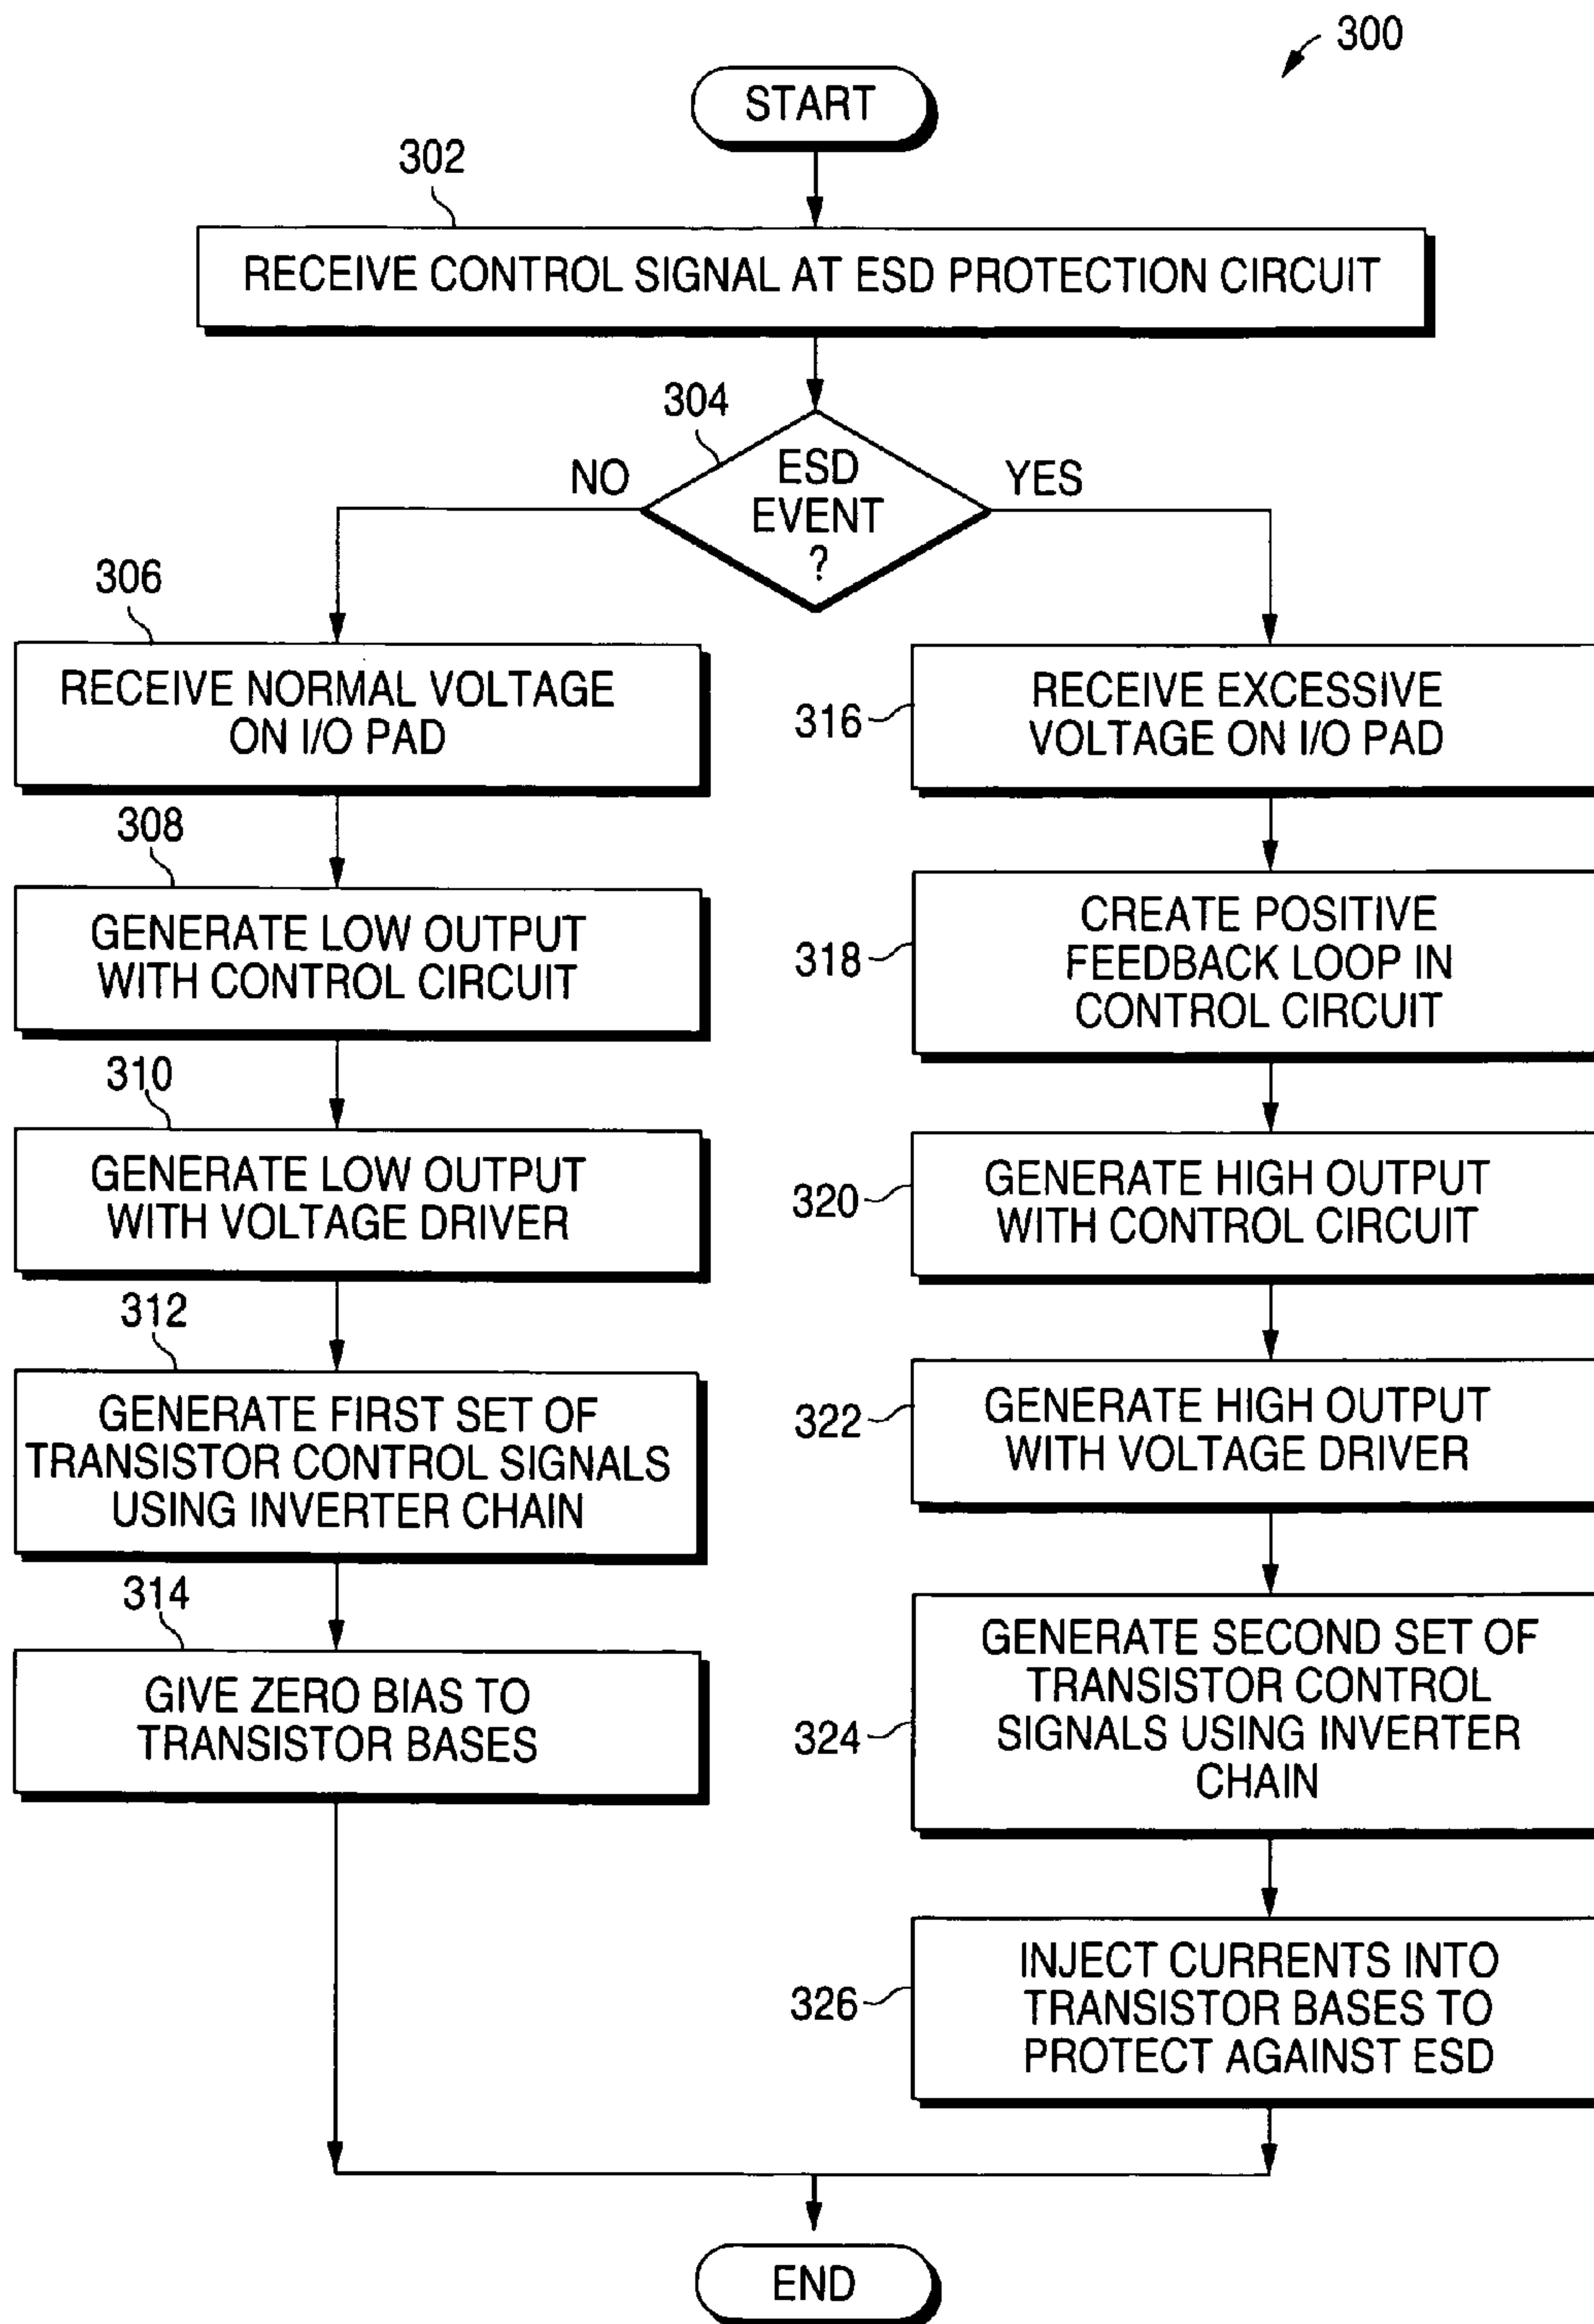 300
START
302
RECEIVE CONTROL SIGNAL AT ESD PROTECTION CIRCUIT
304
NO
ESD
EVENT
?
YES
306
RECEIVE NORMAL VOLTAGE
ON I/O PAD
308
GENERATE LOW OUTPUT
WITH CONTROL CIRCUIT
310
GENERATE LOW OUTPUT
WITH VOLTAGE DRIVER
312
GENERATE FIRST SET OF
TRANSISTOR CONTROL SIGNALS
USING INVERTER CHAIN
314
GIVE ZERO BIAS TO
TRANSISTOR BASES
316
RECEIVE EXCESSIVE
VOLTAGE ON I/O PAD
318
CREATE POSITIVE
FEEDBACK LOOP IN
CONTROL CIRCUIT
320
GENERATE HIGH OUTPUT
WITH CONTROL CIRCUIT
322
GENERATE HIGH OUTPUT
WITH VOLTAGE DRIVER
324
GENERATE SECOND SET OF
TRANSISTOR CONTROL
SIGNALS USING INVERTER
CHAIN
326
INJECT CURRENTS INTO
TRANSISTOR BASES TO
PROTECT AGAINST ESD
END